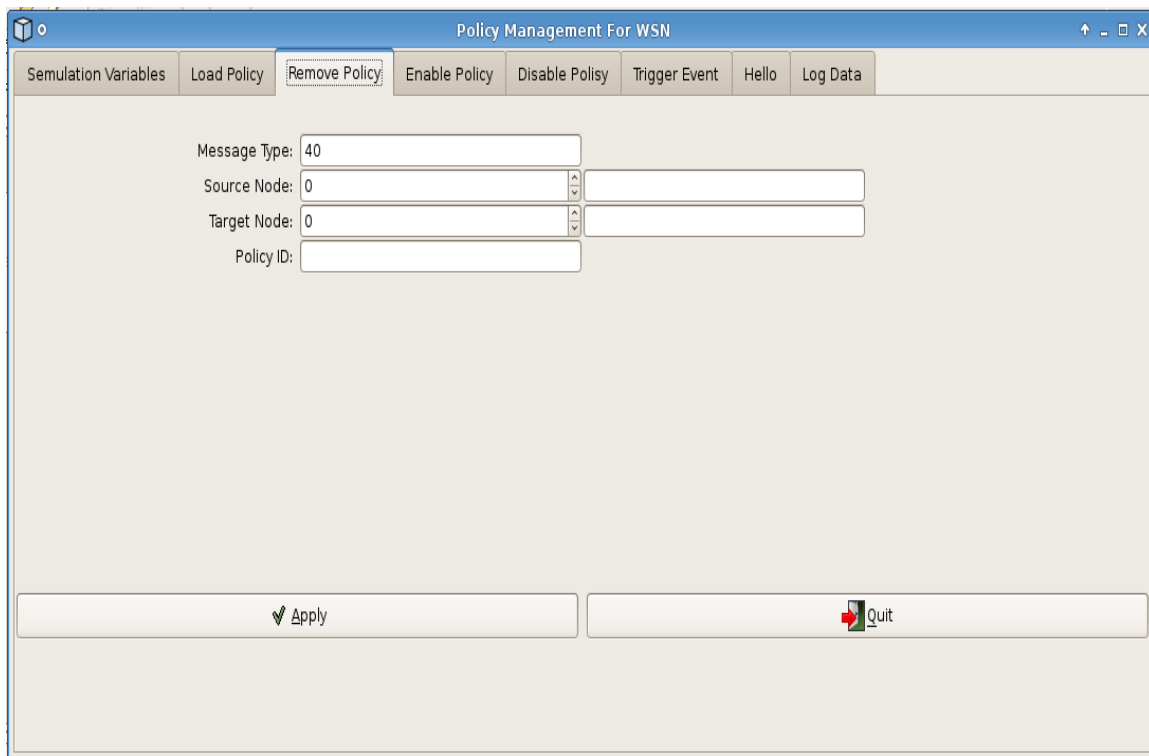 Policy Management For WSN
Semulation Variables Load Policy Remove Policy Enable Policy Disable Polisy Trigger Event Hello Log Data
Message Type: 40
Source Node: 0
Target Node: 0
Policy ID:
Apply Quit